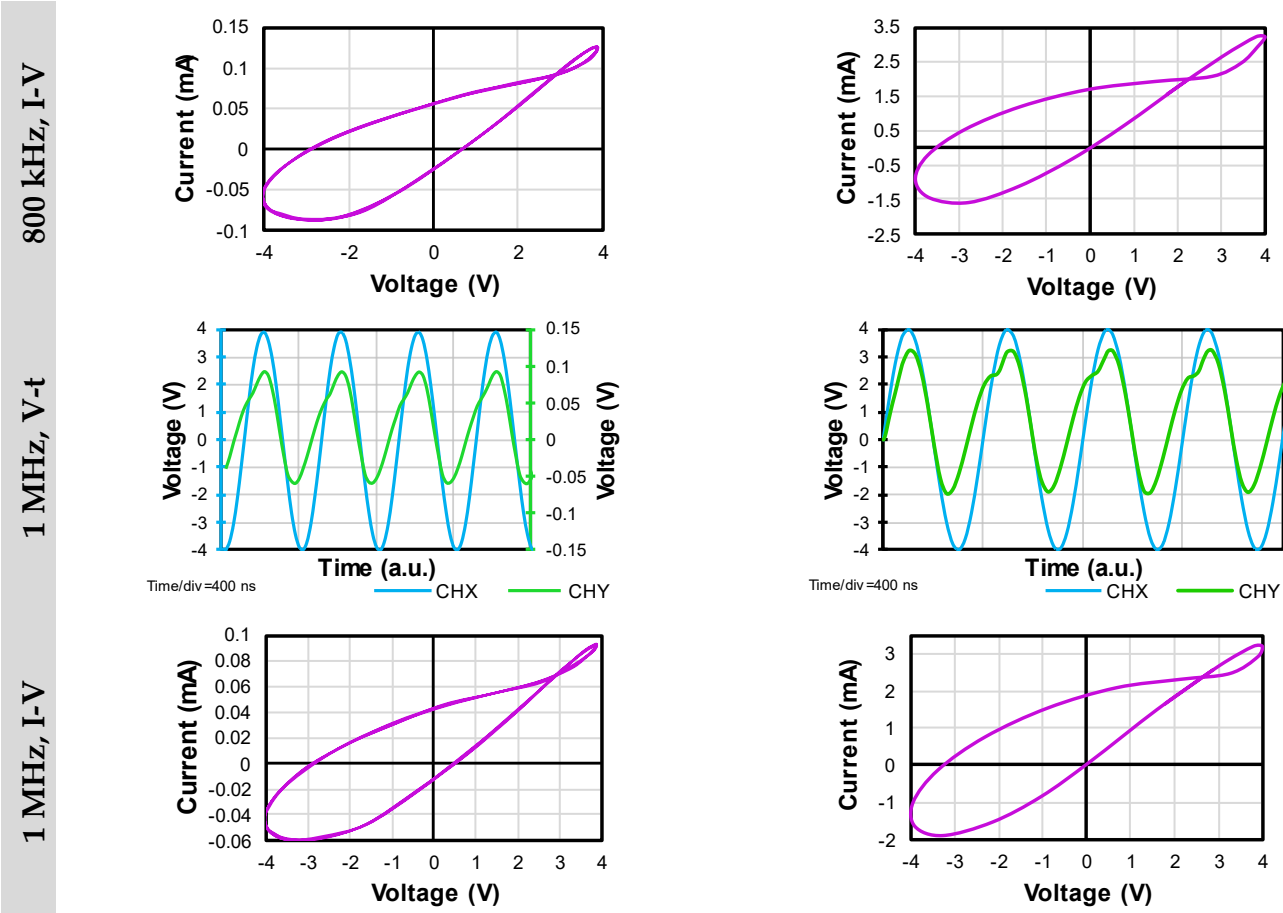 800 kHz, I-V
Current (mA)
0.15
0.1
0.05
0
-0.05
-0.1
-4 -2 0 2 4
Voltage (V)
Current (mA)
3.5
2.5
1.5
0.5
-0.5
-1.5
-2.5
-4 -3 -2 -1 0 1 2 3 4
Voltage (V)
1 MHz, V-t
Voltage (V)
4
3
2
1
0
-1
-2
-3
-4
0.15
0.1
0.05
0
-0.05
-0.1
-0.15
Voltage (V)
Time (a.u.)
Time/div=400 ns
CHX CHY
Voltage (V)
4
3
2
1
0
-1
-2
-3
-4
Time (a.u.)
Time/div=400 ns
CHX CHY
1 MHz, I-V
Current (mA)
0.1
0.08
0.06
0.04
0.02
0
-0.02
-0.04
-0.06
-4 -3 -2 -1 0 1 2 3 4
Voltage (V)
Current (mA)
3
2
1
0
-1
-2
-4 -3 -2 -1 0 1 2 3 4
Voltage (V)